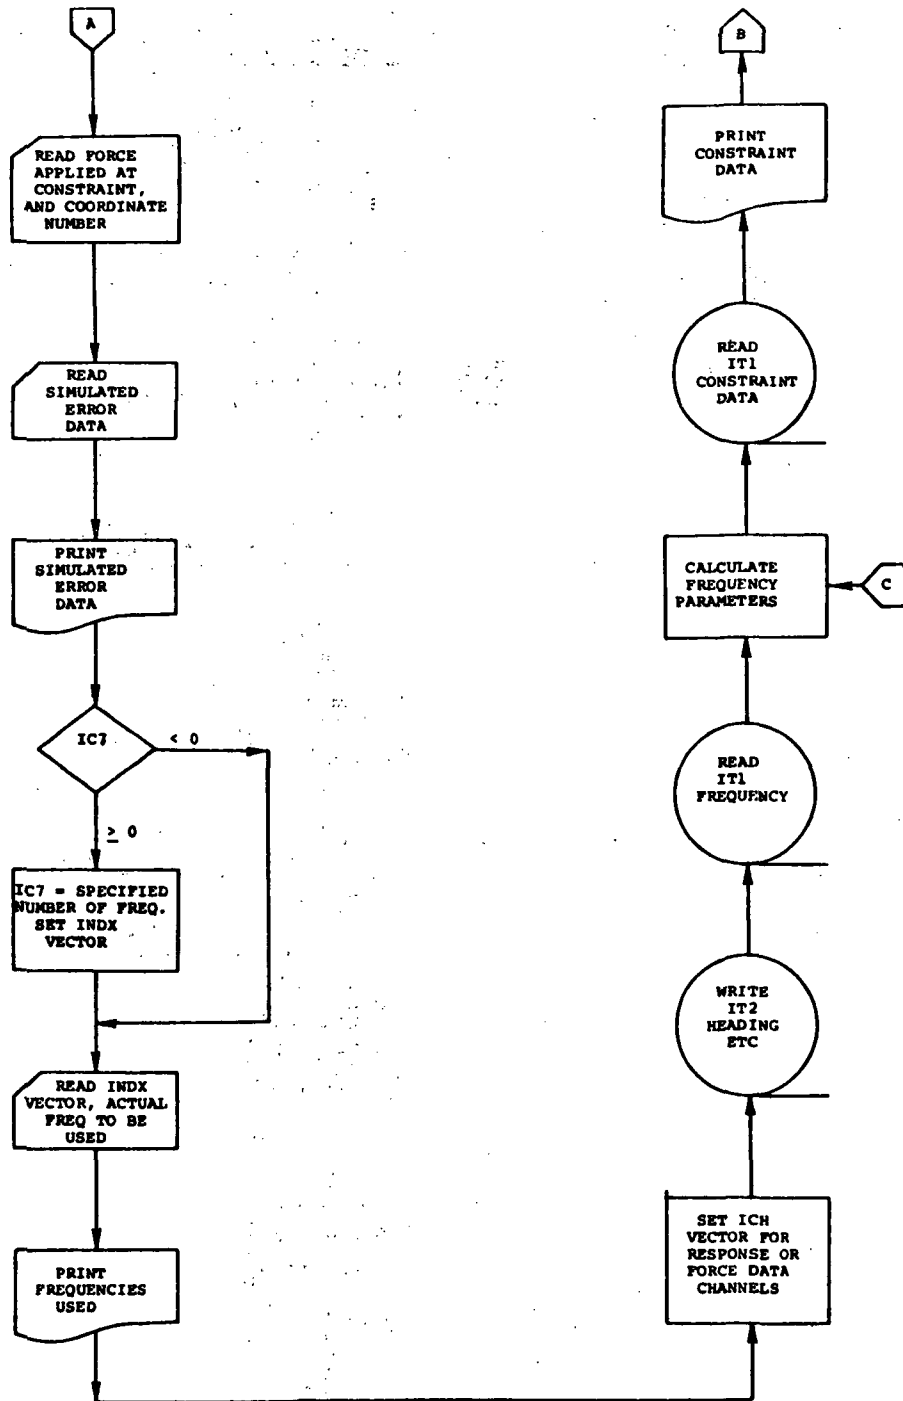 A
READ FORCE
APPLIED AT
CONSTRAINT,
AND COORDINATE
NUMBER
READ
SIMULATED
ERROR
DATA
PRINT
SIMULATED
ERROR
DATA
IC7
< 0
≥ 0
IC7 = SPECIFIED
NUMBER OF FREQ.
SET INDX
VECTOR
READ INDX
VECTOR, ACTUAL
FREQ TO BE
USED
PRINT
FREQUENCIES
USED
B
PRINT
CONSTRAINT
DATA
READ
IT1
CONSTRAINT
DATA
CALCULATE
FREQUENCY
PARAMETERS
C
READ
IT1
FREQUENCY
WRITE
IT2
HEADING
ETC
SET ICH
VECTOR FOR
RESPONSE OR
FORCE DATA
CHANNELS